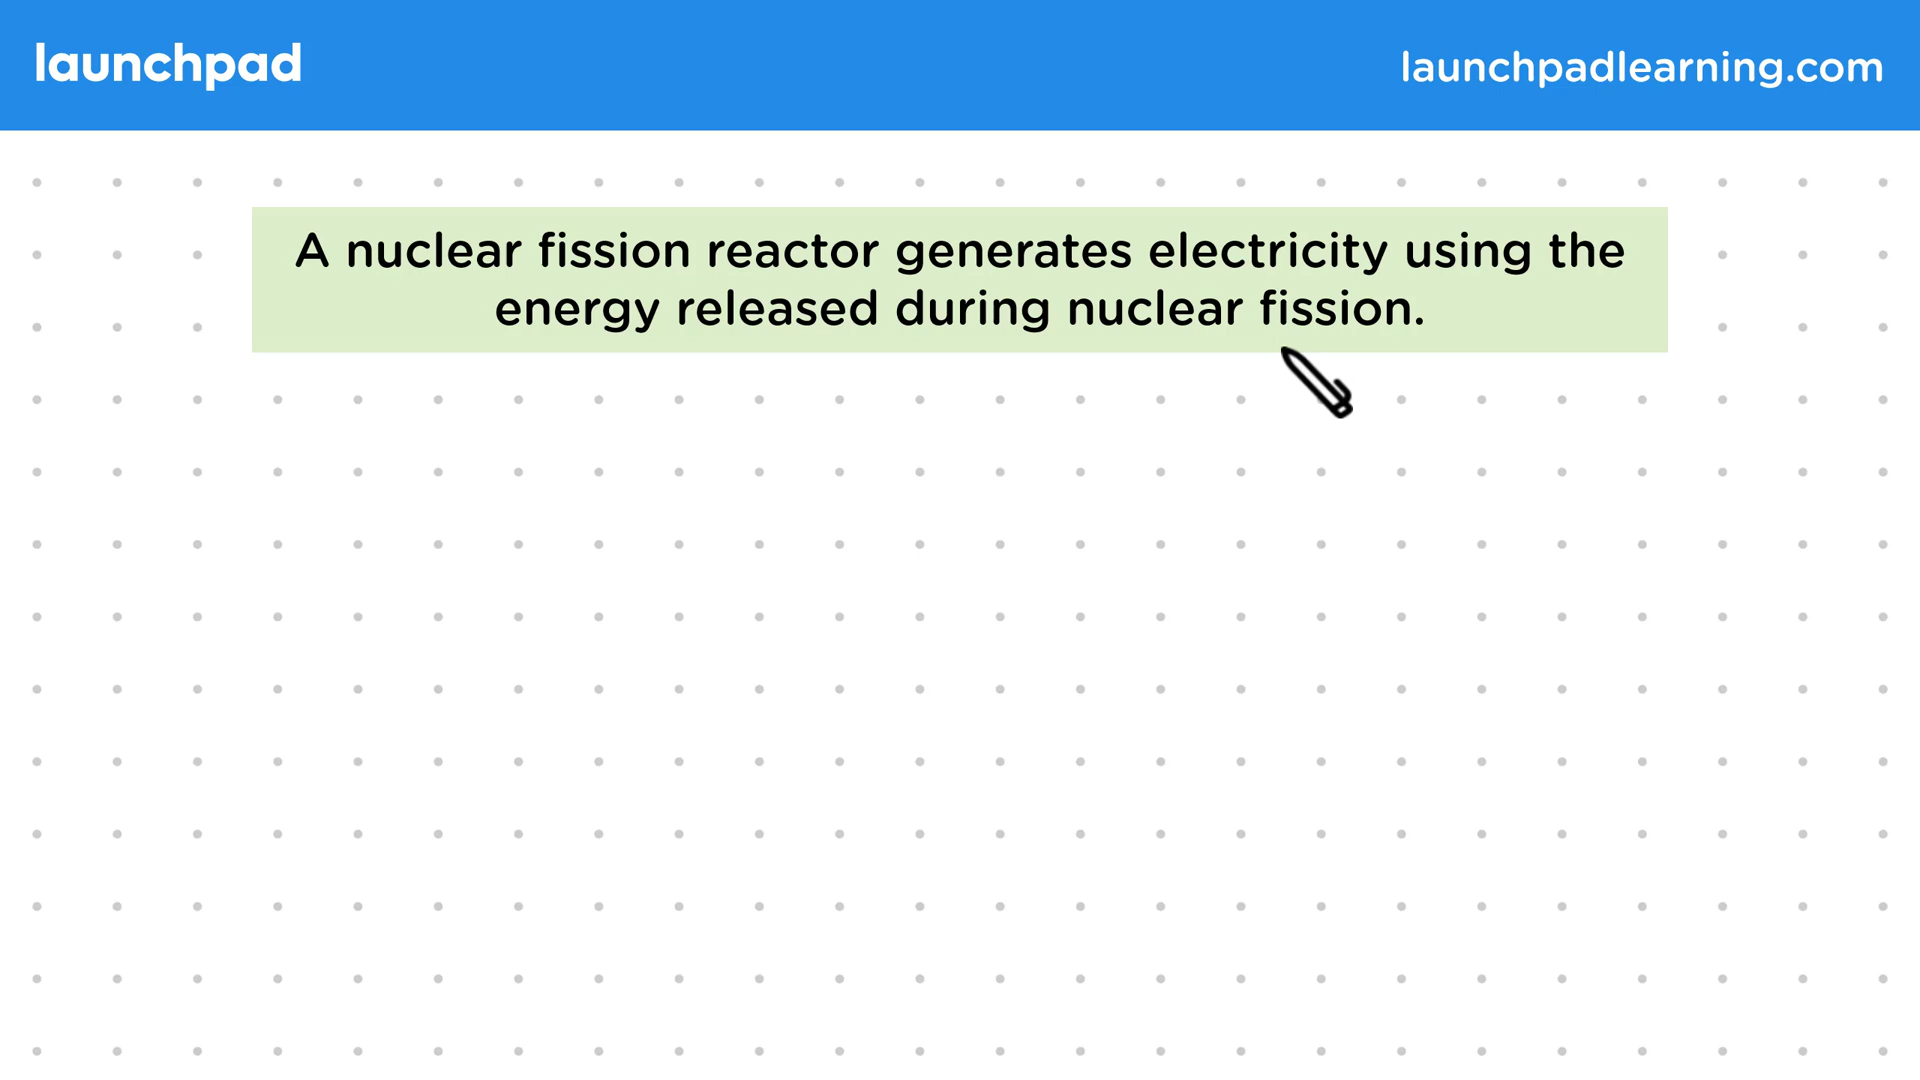 launchpad
launchpadlearning.com
A nuclear fission reactor generates electricity using the
energy released during nuclear fission.